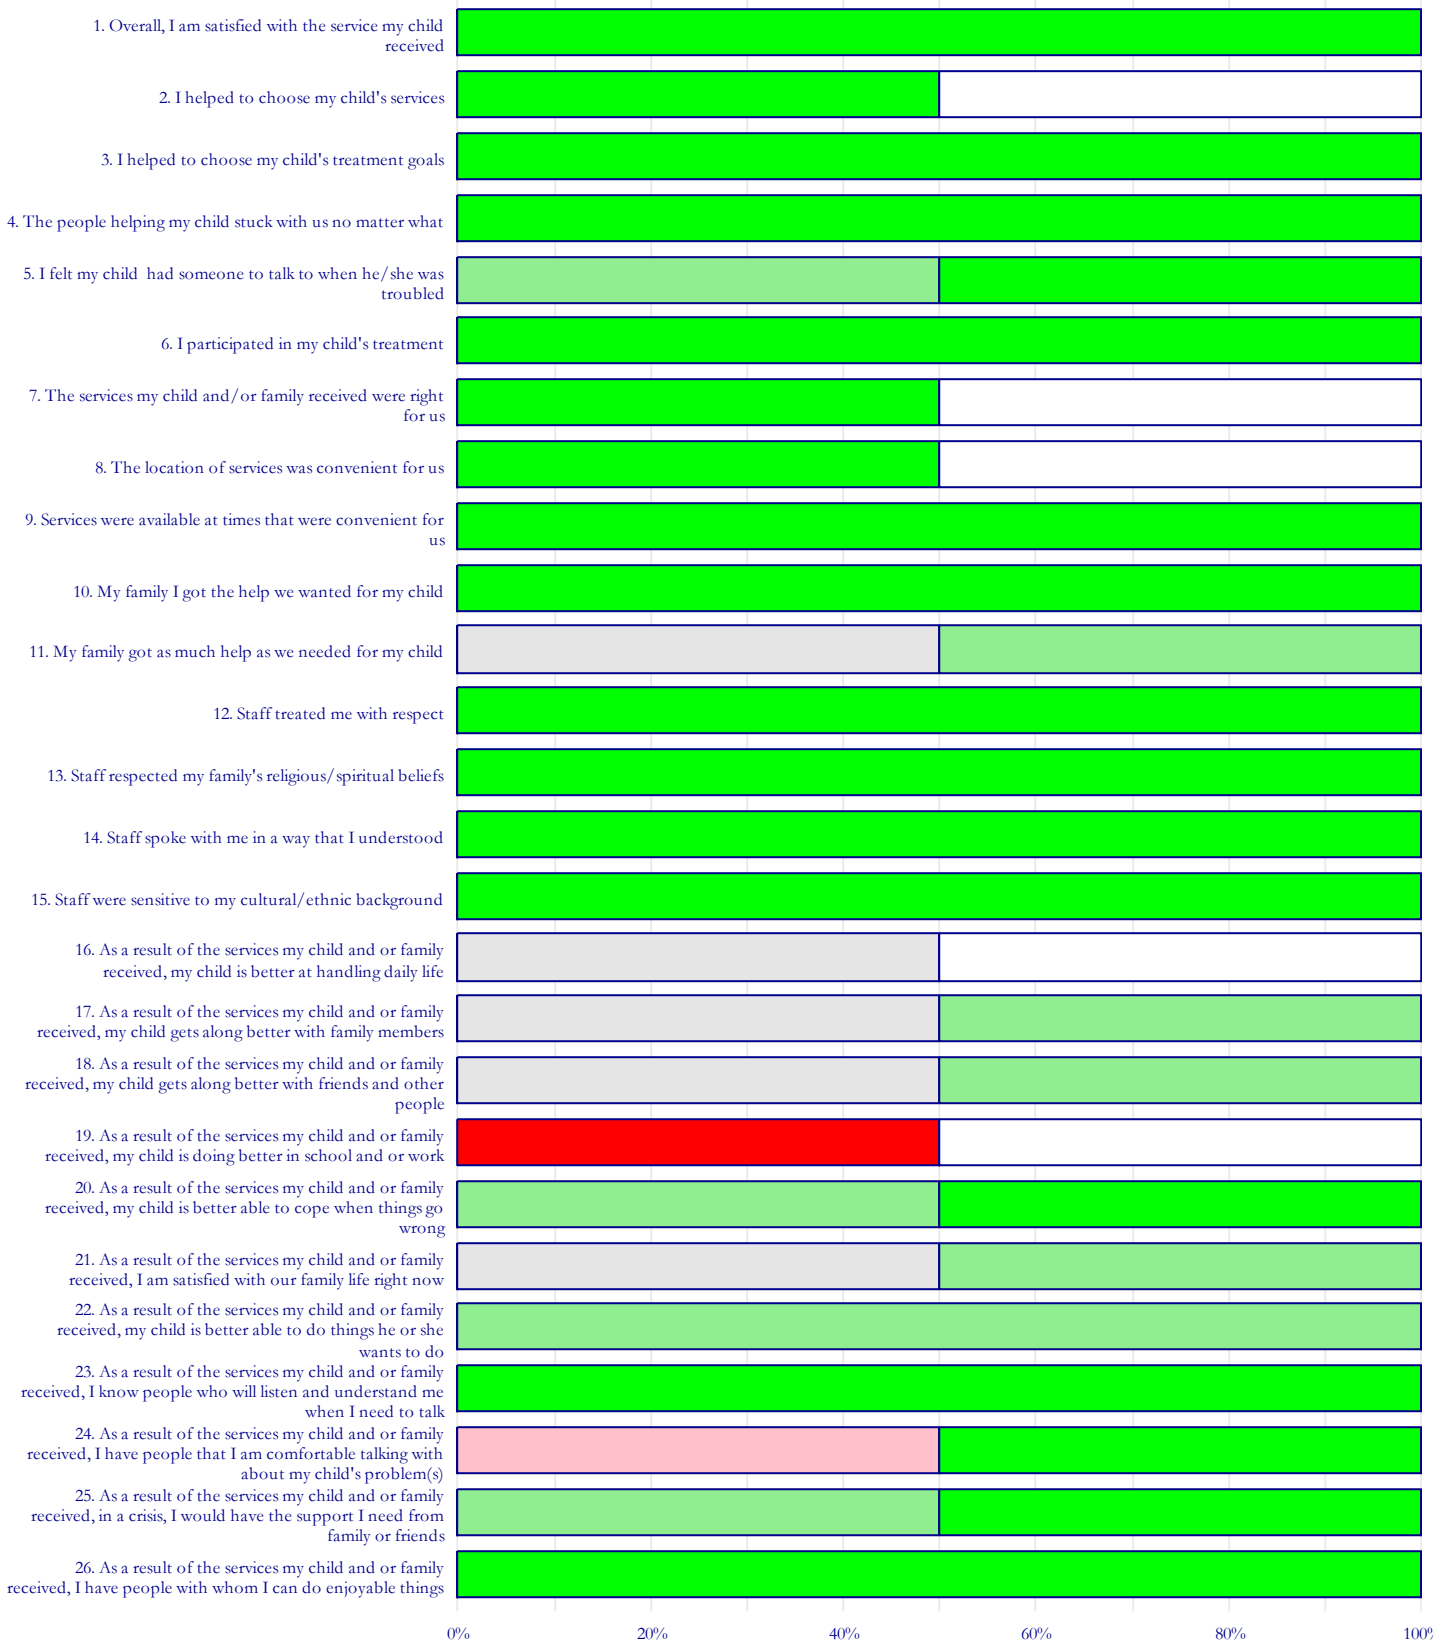 1. Overall, I am satisfied with the service my child
received
2. I helped to choose my child's services
3. I helped to choose my child's treatment goals
4. The people helping my child stuck with us no matter what
5. I felt my child  had someone to talk to when he/she was
troubled
6. I participated in my child's treatment
7. The services my child and/or family received were right
for us
8. The location of services was convenient for us
9. Services were available at times that were convenient for
us
10. My family I got the help we wanted for my child
11. My family got as much help as we needed for my child
12. Staff treated me with respect
13. Staff respected my family's religious/spiritual beliefs
14. Staff spoke with me in a way that I understood
15. Staff were sensitive to my cultural/ethnic background
16. As a result of the services my child and or family
received, my child is better at handling daily life
17. As a result of the services my child and or family
received, my child gets along better with family members
18. As a result of the services my child and or family
received, my child gets along better with friends and other
people
19. As a result of the services my child and or family
received, my child is doing better in school and or work
20. As a result of the services my child and or family
received, my child is better able to cope when things go
wrong
21. As a result of the services my child and or family
received, I am satisfied with our family life right now
22. As a result of the services my child and or family
received, my child is better able to do things he or she
wants to do
23. As a result of the services my child and or family
received, I know people who will listen and understand me
when I need to talk
24. As a result of the services my child and or family
received, I have people that I am comfortable talking with
about my child's problem(s)
25. As a result of the services my child and or family
received, in a crisis, I would have the support I need from
family or friends
26. As a result of the services my child and or family
received, I have people with whom I can do enjoyable things
0% 20% 40% 60% 80% 100%